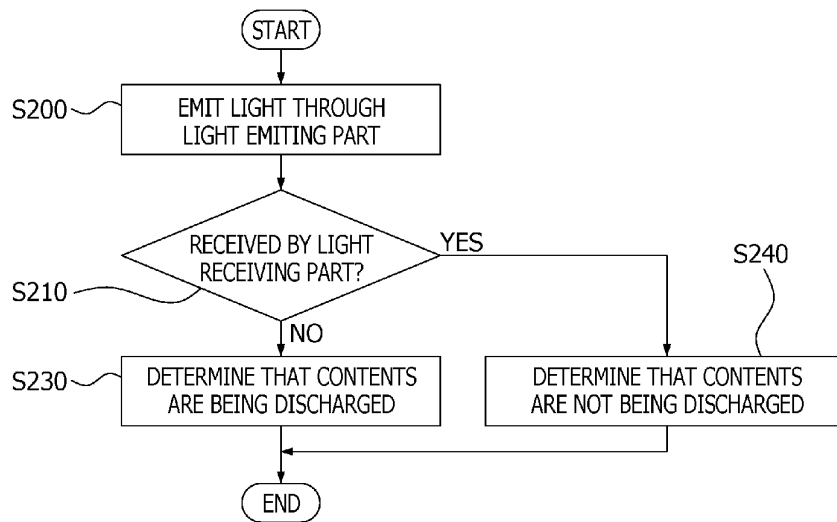 START
S200
EMIT LIGHT THROUGH
LIGHT EMITING PART
RECEIVED BY LIGHT
RECEIVING PART?
YES
S240
S210
NO
S230
DETERMINE THAT CONTENTS
ARE BEING DISCHARGED
DETERMINE THAT CONTENTS
ARE NOT BEING DISCHARGED
END